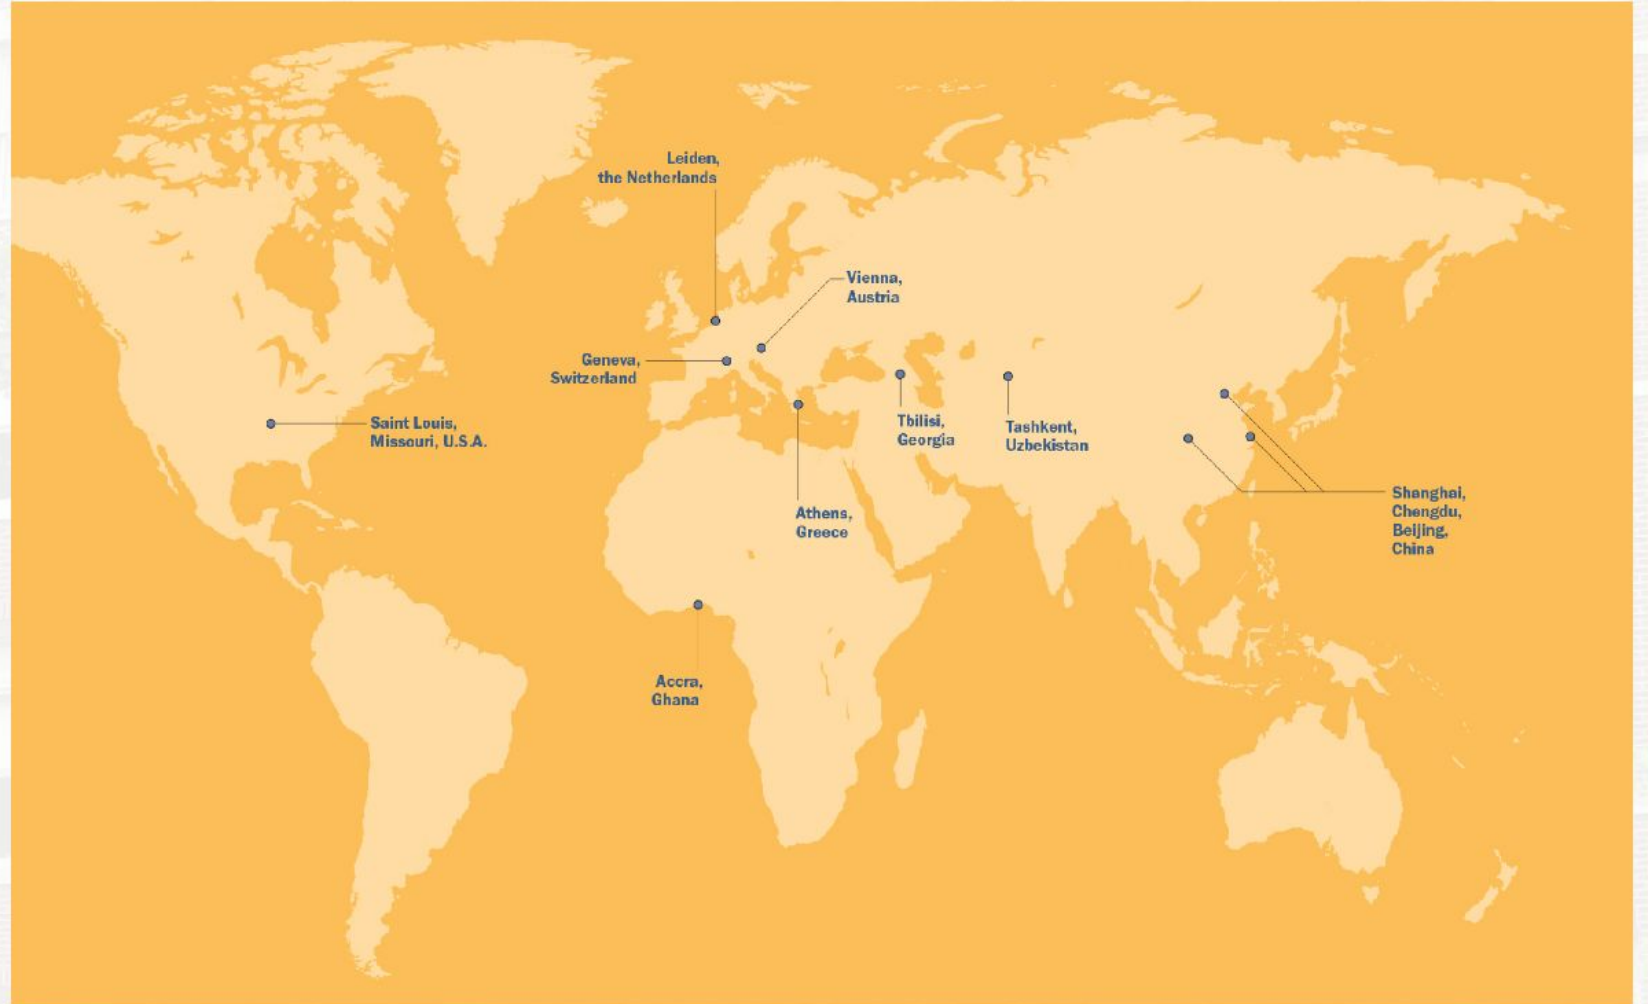 Leiden,
the Netherlands
Vienna,
Austria
Geneva,
Switzerland
Saint Louis,
Missouri, U.S.A.
Tbilisi,
Georgia
Tashkent,
Uzbekistan
Athens,
Greece
Shanghai,
Chengdu,
Beijing,
China
Accra,
Ghana